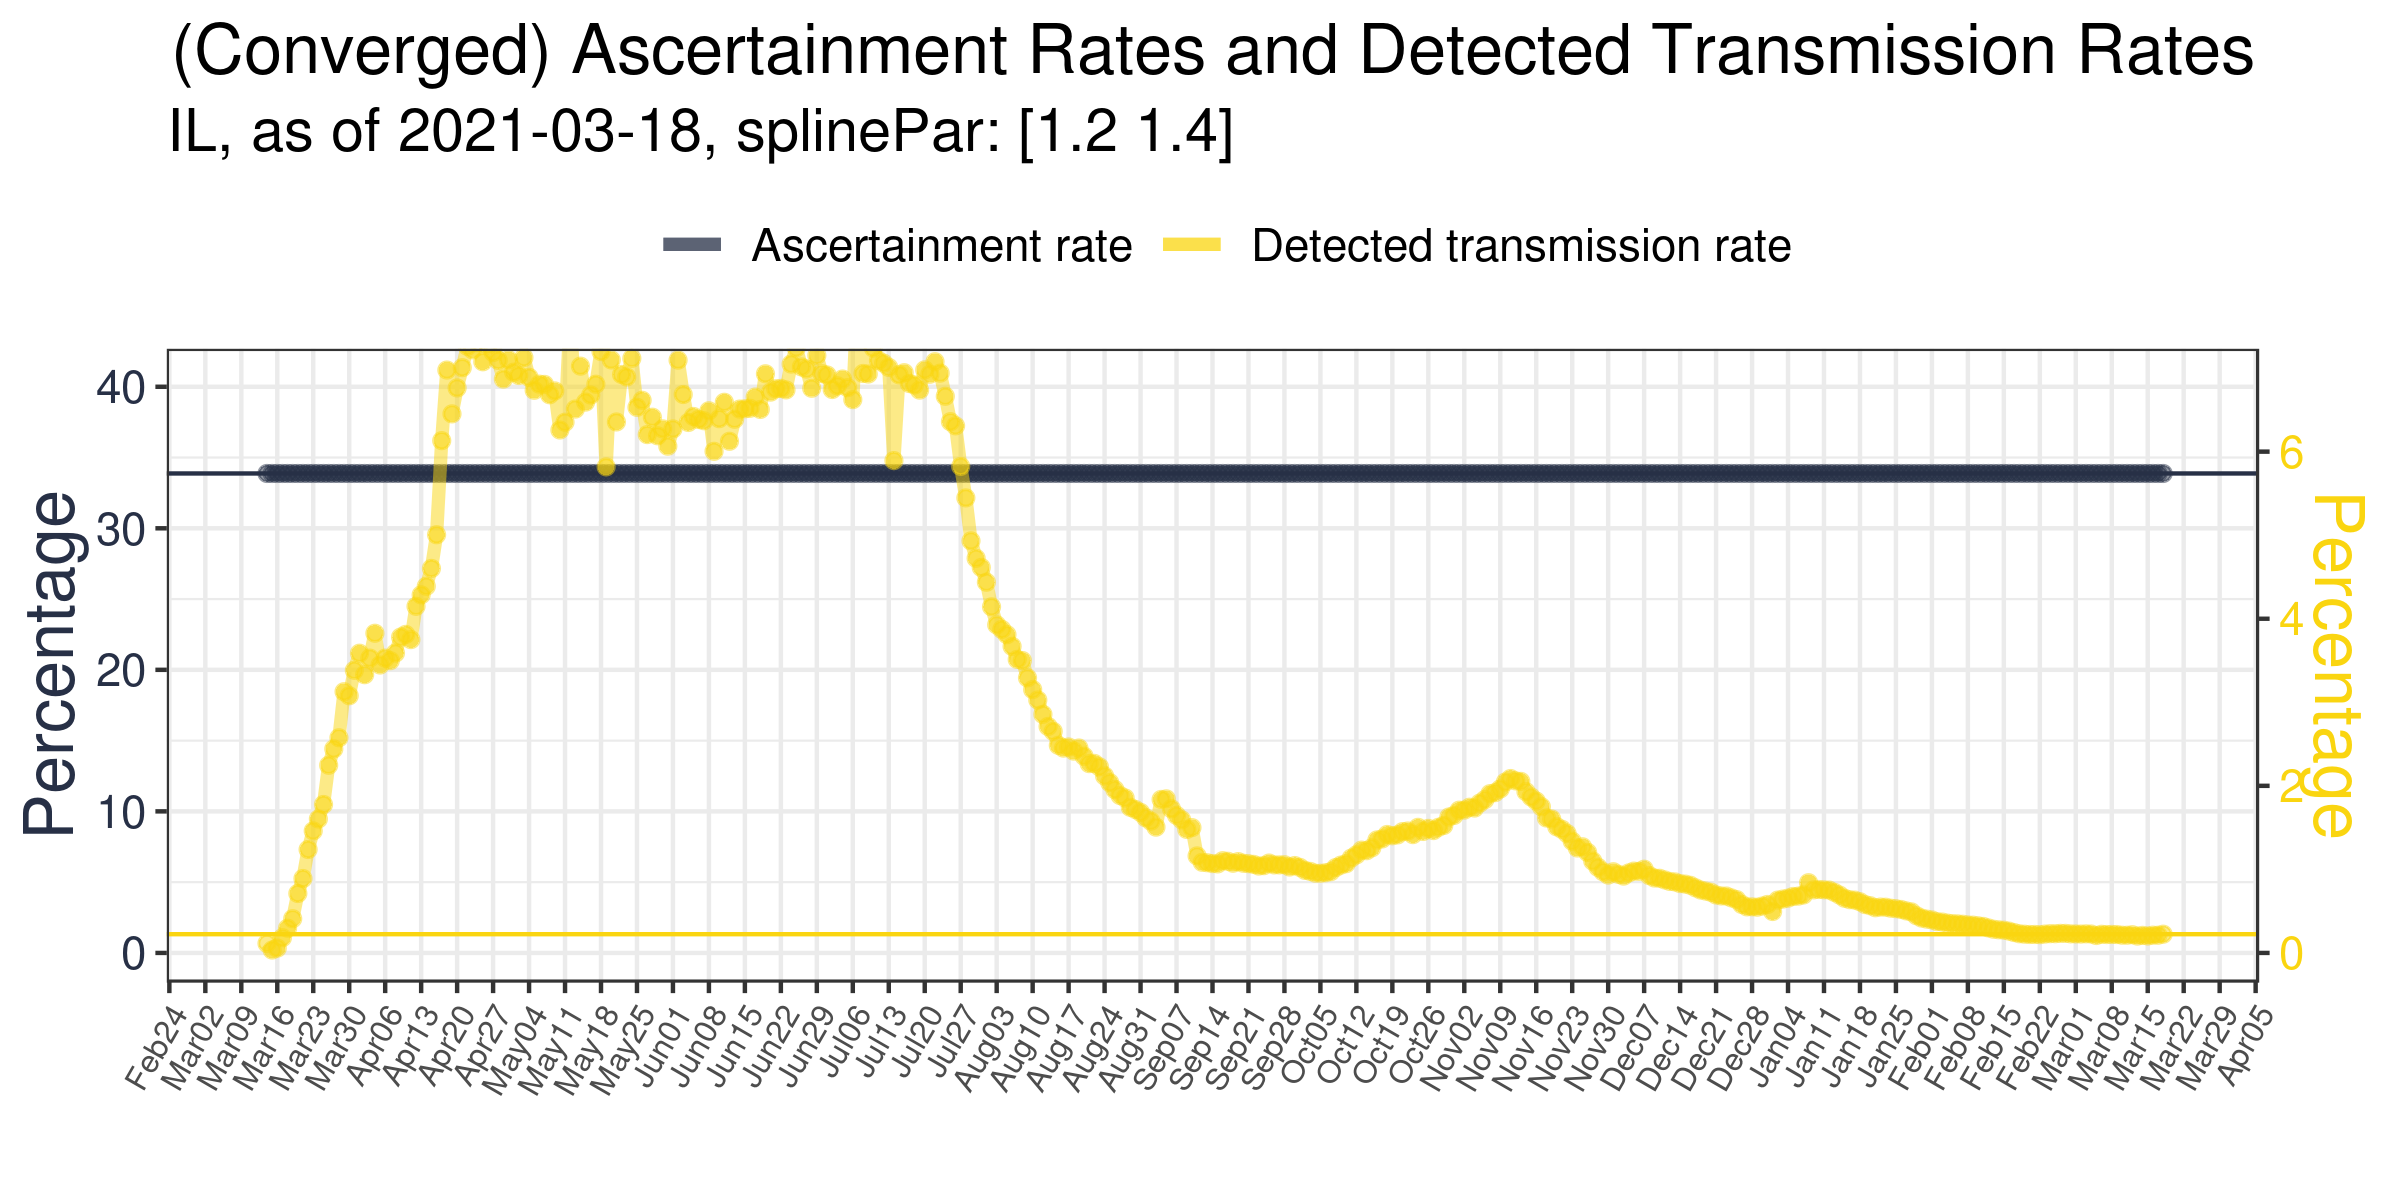 (Converged) Ascertainment Rates and Detected Transmission Rates
IL, as of 2021-03-18, splinePar: [1.2 1.4]
Ascertainment rate Detected transmission rate
Percentage
40
30
20
10
0
6
4
2
0
Percentage
Feb24 Mar02 Mar09 Mar16 Mar23 Mar30 Apr06 Apr13 Apr20 Apr27 May04 May11 May18 May25 Jun01 Jun08 Jun15 Jun22 Jun29 Jul06 Jul13 Jul20 Jul27 Aug03 Aug10 Aug17 Aug24 Aug31 Sep07 Sep14 Sep21 Sep28 Oct05 Oct12 Oct19 Oct26 Nov02 Nov09 Nov16 Nov23 Nov30 Dec07 Dec14 Dec21 Dec28 Jan04 Jan11 Jan18 Jan25 Feb01 Feb08 Feb15 Feb22 Mar01 Mar08 Mar15 Mar22 Mar29 Apr05